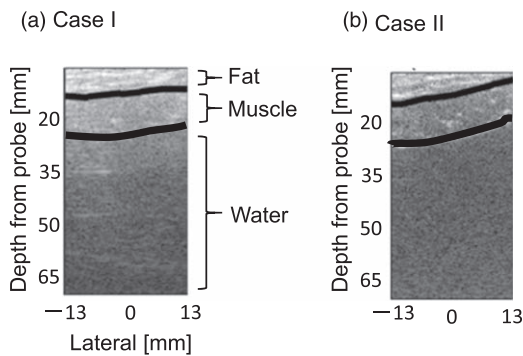 (a) Case I
Depth from probe [mm]
20
35
50
65
−13 0 13
Lateral [mm]
Fat
Muscle
Water
(b) Case II
Depth from probe [mm]
20
35
50
65
−13 0 13